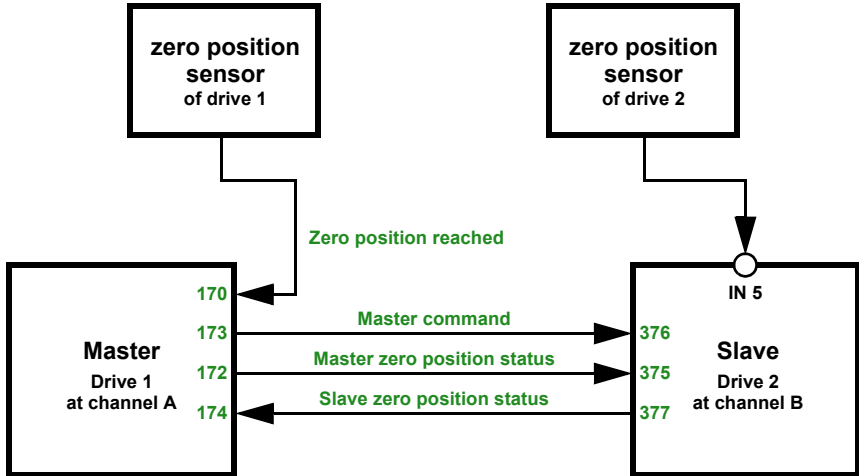 zero position
sensor
of drive 1
zero position
sensor
of drive 2
Zero position reached
170
IN 5
173
Master command
376
Master
Drive 1
at channel A
172
Master zero position status
375
Slave
Drive 2
at channel B
174
Slave zero position status
377